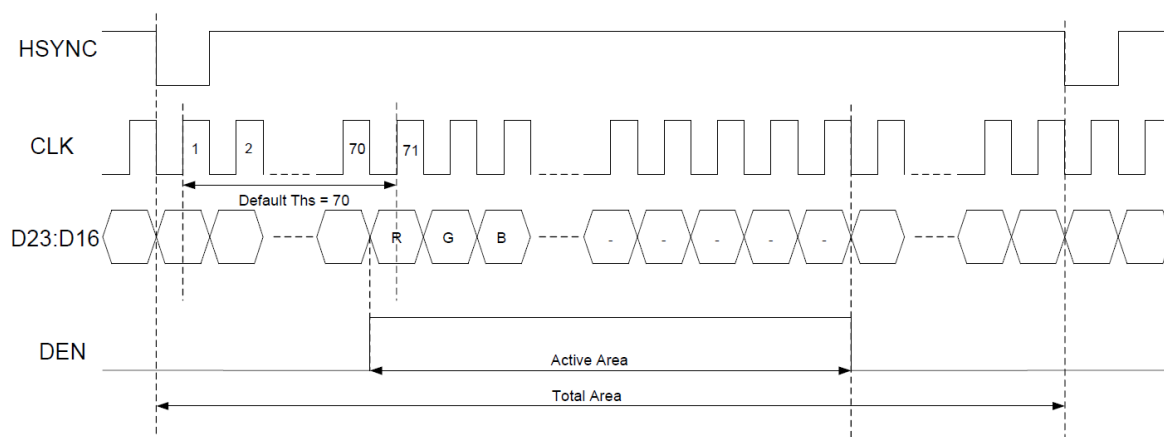 HSYNC
CLK
1
2
70
71
Default Ths = 70
D23:D16
R
G
B
-
-
-
-
-
DEN
Active Area
Total Area